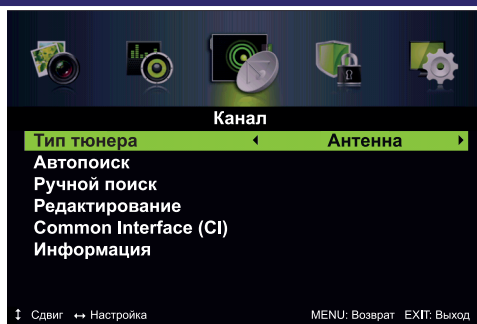 Канал
Тип тюнера Антенна
Автопоиск
Ручной поиск
Редактирование
Common Interface (CI)
Информация
Сдвиг Настройка MENU: Возврат EXIT: Выход